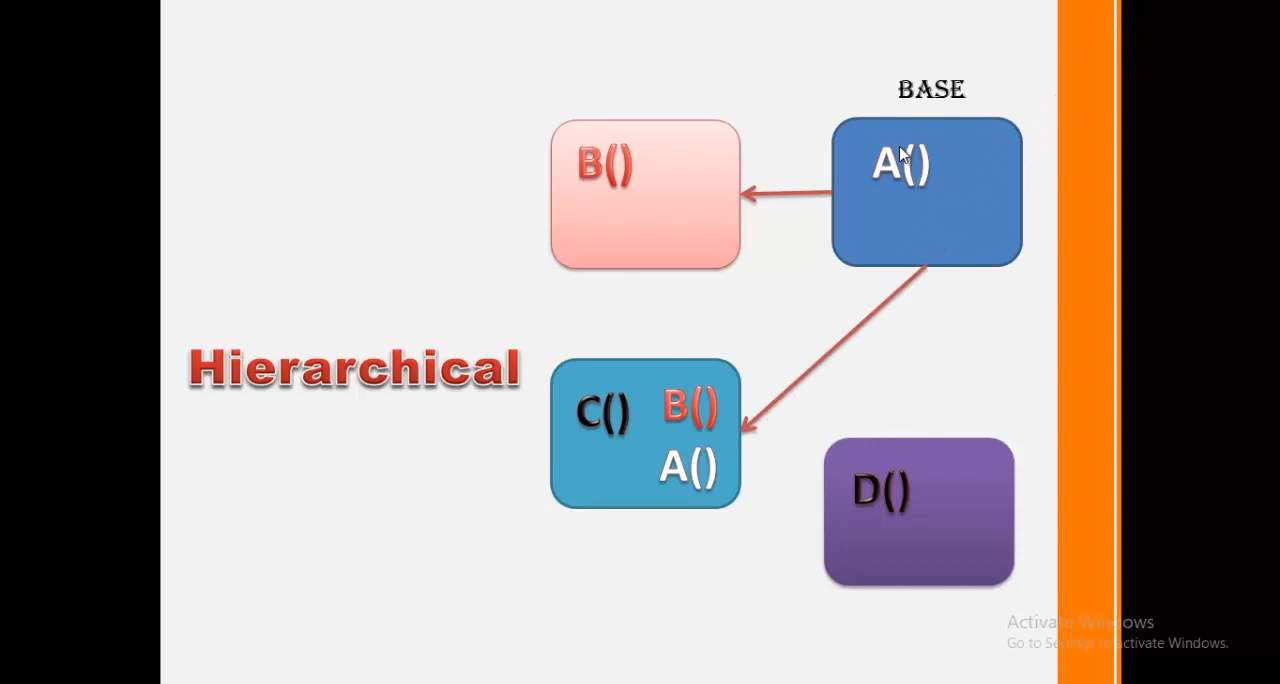 BASE
B()
A()
Hierarchical
C() B()
A()
D()
Activate Windows
Go to Settings to activate Windows.